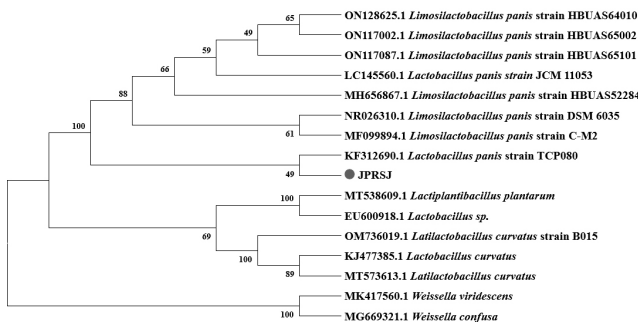 65
ON128625.1 Limosilactobacillus panis strain HBUAS64010
49
ON117002.1 Limosilactobacillus panis strain HBUAS65002
59
ON117087.1 Limosilactobacillus panis strain HBUAS65101
66
LC145560.1 Lactobacillus panis strain JCM 11053
88
MH656867.1 Limosilactobacillus panis strain HBUAS52284
NR026310.1 Limosilactobacillus panis strain DSM 6035
100
61
MF099894.1 Limosilactobacillus panis strain C-M2
KF312690.1 Lactobacillus panis strain TCP080
49
JPRSJ
100
MT538609.1 Lactiplantibacillus plantarum
EU600918.1 Lactobacillus sp.
69
OM736019.1 Latilactobacillus curvatus strain B015
100
KJ477385.1 Lactobacillus curvatus
89
MT573613.1 Latilactobacillus curvatus
MK417560.1 Weissella viridescens
100
MG669321.1 Weissella confusa